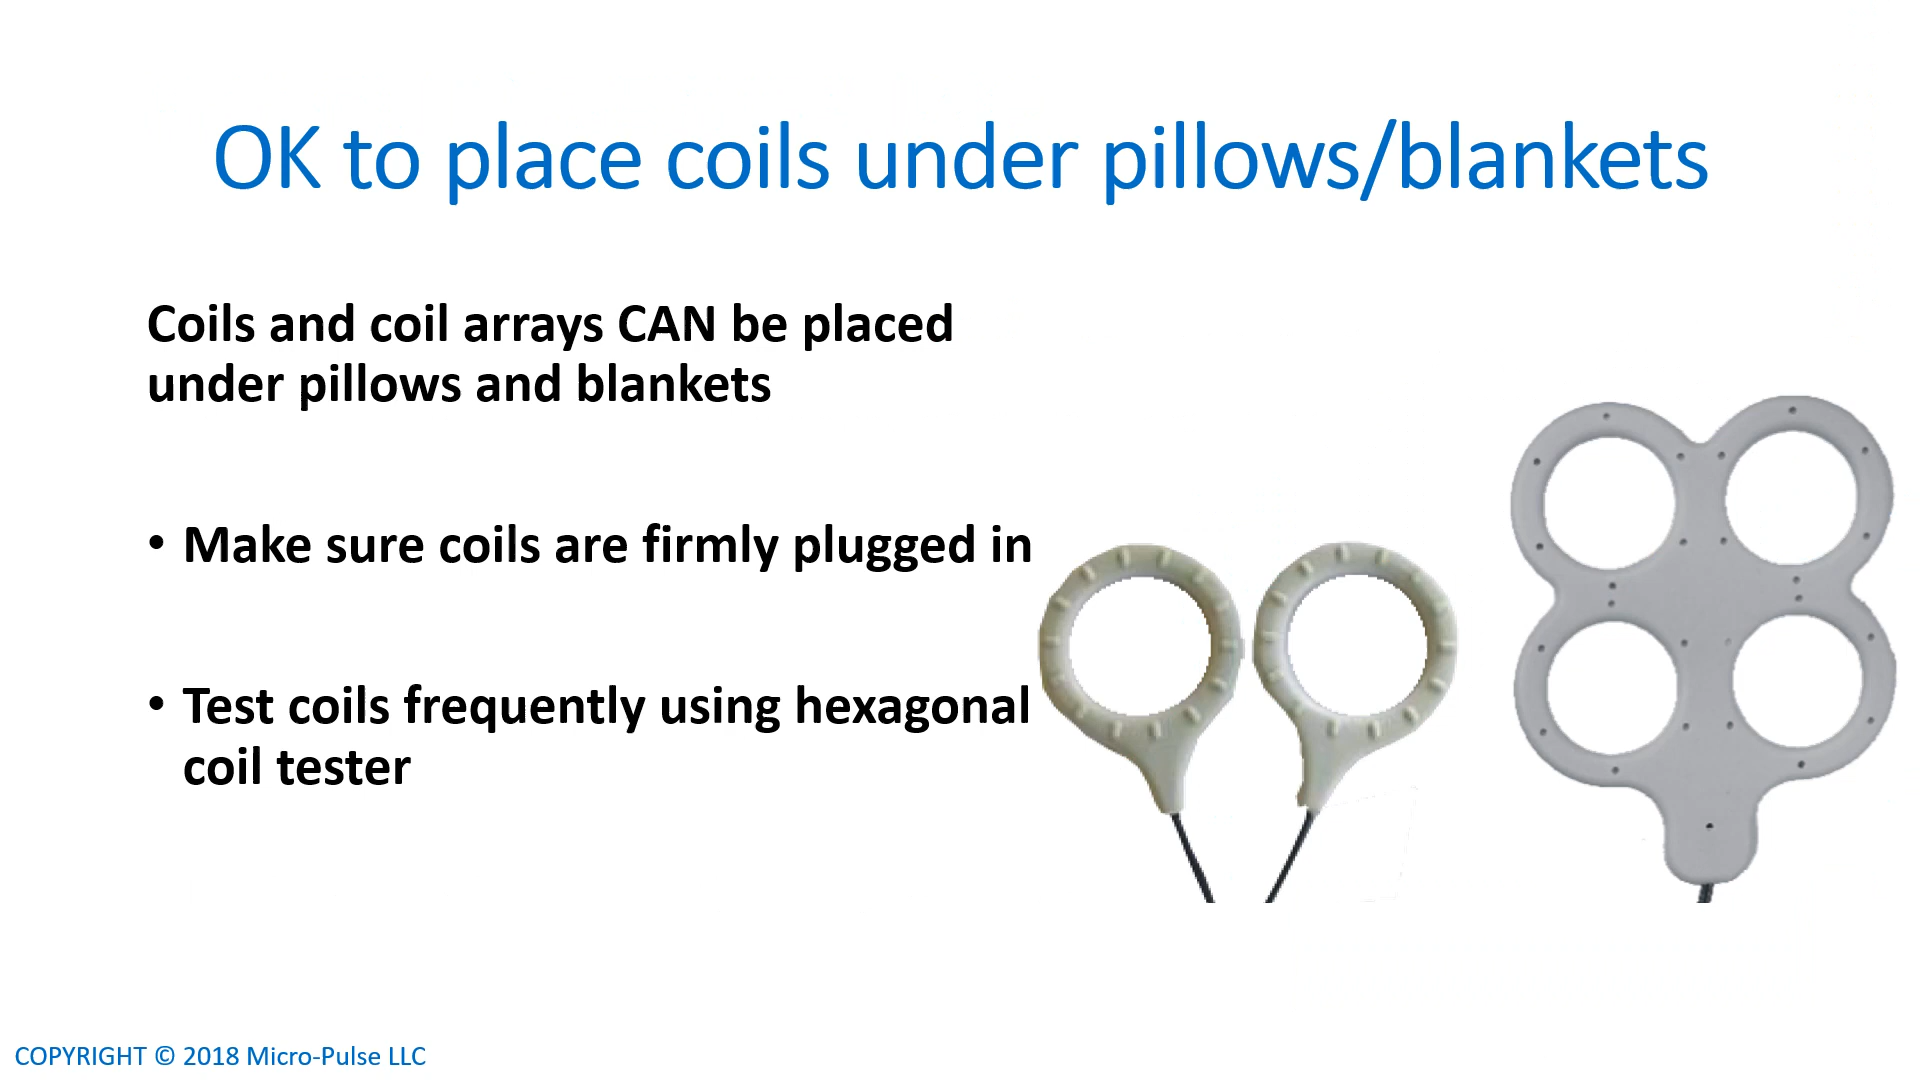 OK to place coils under pillows/blankets
Coils and coil arrays CAN be placed
under pillows and blankets
• Make sure coils are firmly plugged in
• Test coils frequently using hexagonal
coil tester
COPYRIGHT © 2018 Micro-Pulse LLC